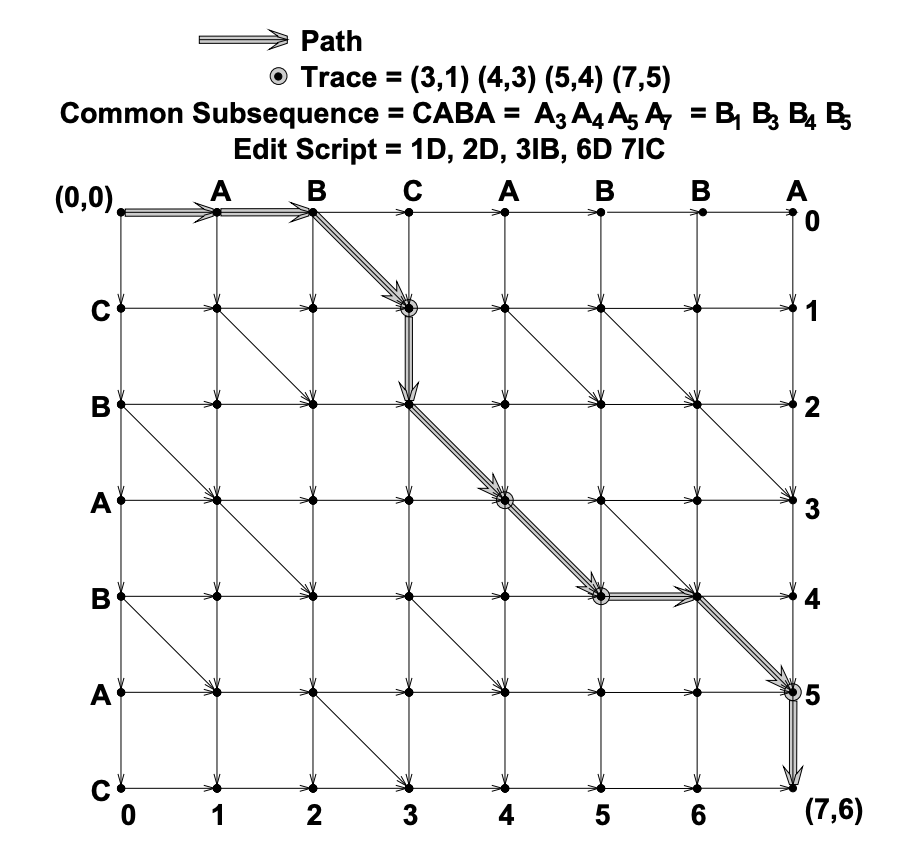 Path
Trace = (3,1) (4,3) (5,4) (7,5)
Common Subsequence = CABA = A3 A4 A5 A7 = B1 B3 B4 B5
Edit Script = 1D, 2D, 3IB, 6D 7IC
(0,0) A B C A B B A
0
C 1
B 2
A 3
B 4
A 5
C
0 1 2 3 4 5 6 (7,6)